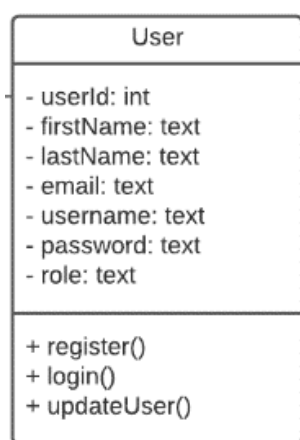 User
- userId: int
- firstName: text
- lastName: text
- email: text
- username: text
- password: text
- role: text
+ register()
+ login()
+ updateUser()